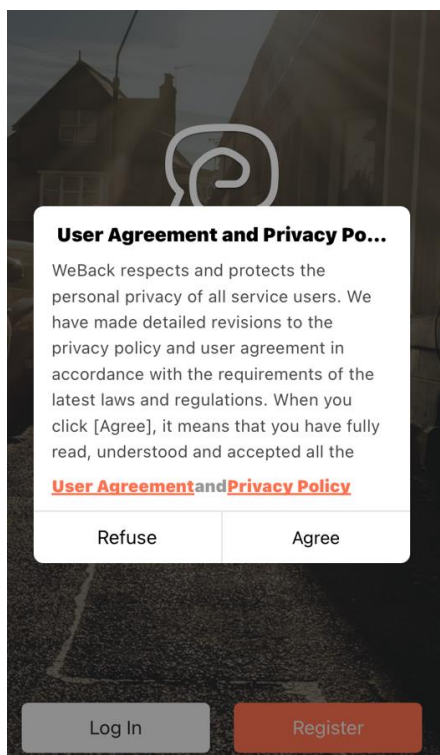 User Agreement and Privacy Po...
WeBack respects and protects the
personal privacy of all service users. We
have made detailed revisions to the
privacy policy and user agreement in
accordance with the requirements of the
latest laws and regulations. When you
click [Agree], it means that you have fully
read, understood and accepted all the
User AgreementandPrivacy Policy
Refuse Agree
Log In Register